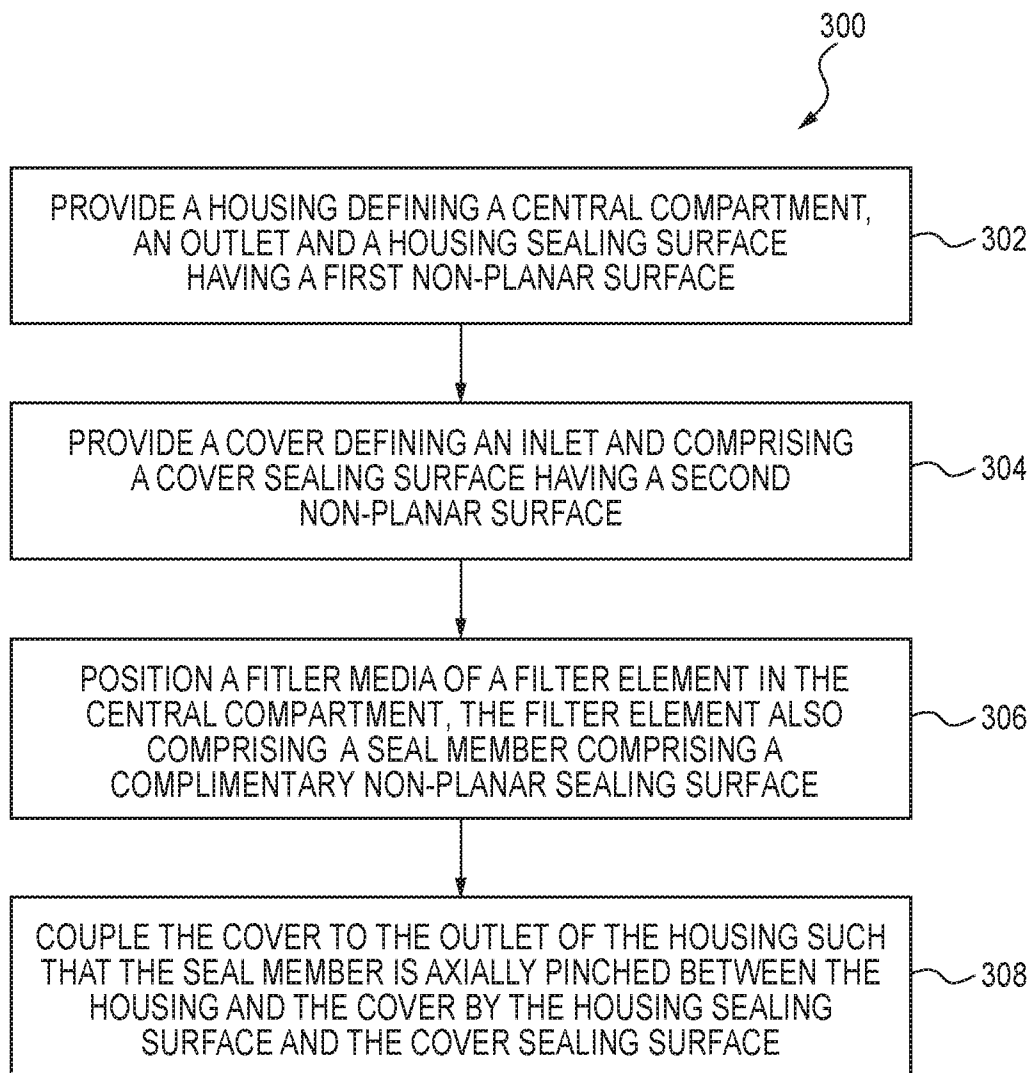 300
PROVIDE A HOUSING DEFINING A CENTRAL COMPARTMENT,
AN OUTLET AND A HOUSING SEALING SURFACE
HAVING A FIRST NON-PLANAR SURFACE
302
PROVIDE A COVER DEFINING AN INLET AND COMPRISING
A COVER SEALING SURFACE HAVING A SECOND
NON-PLANAR SURFACE
304
POSITION A FITLER MEDIA OF A FILTER ELEMENT IN THE
CENTRAL COMPARTMENT, THE FILTER ELEMENT ALSO
COMPRISING A SEAL MEMBER COMPRISING A
COMPLIMENTARY NON-PLANAR SEALING SURFACE
306
COUPLE THE COVER TO THE OUTLET OF THE HOUSING SUCH
THAT THE SEAL MEMBER IS AXIALLY PINCHED BETWEEN THE
HOUSING AND THE COVER BY THE HOUSING SEALING
SURFACE AND THE COVER SEALING SURFACE
308